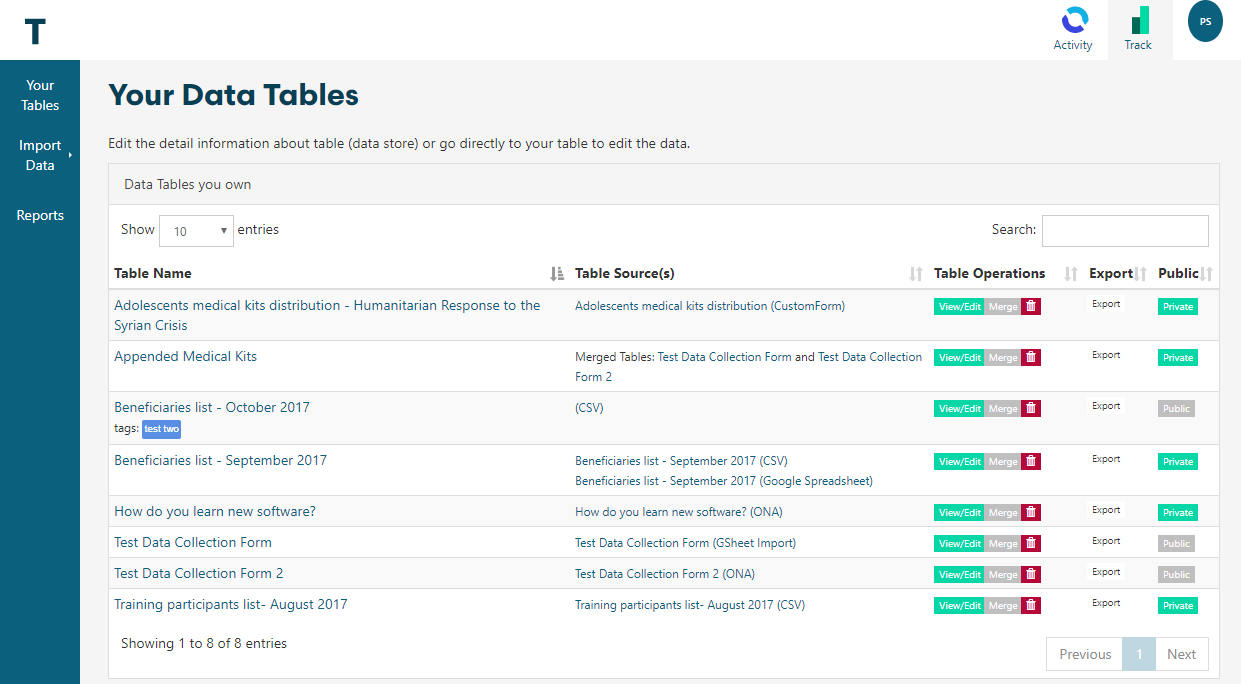 T
Activity
Track
PS
Your
Tables
Import
Data
Reports
Your Data Tables
Edit the detail information about table (data store) or go directly to your table to edit the data.
Data Tables you own
Show 10 entries Search:
Table Name Table Source(s) Table Operations Export Public
Adolescents medical kits distribution - Humanitarian Response to the Adolescents medical kits distribution (CustomForm) View/Edit Merge Export Private
Syrian Crisis
Appended Medical Kits Merged Tables: Test Data Collection Form and Test Data Collection View/Edit Merge Export Private
Form 2
Beneficiaries list - October 2017 (CSV) View/Edit Merge Export Public
tags: test two
Beneficiaries list - September 2017 Beneficiaries list - September 2017 (CSV) View/Edit Merge Export Private
Beneficiaries list - September 2017 (Google Spreadsheet)
How do you learn new software? How do you learn new software? (ONA) View/Edit Merge Export Private
Test Data Collection Form Test Data Collection Form (GSheet Import) View/Edit Merge Export Public
Test Data Collection Form 2 Test Data Collection Form 2 (ONA) View/Edit Merge Export Public
Training participants list- August 2017 Training participants list- August 2017 (CSV) View/Edit Merge Export Private
Showing 1 to 8 of 8 entries
Previous 1 Next